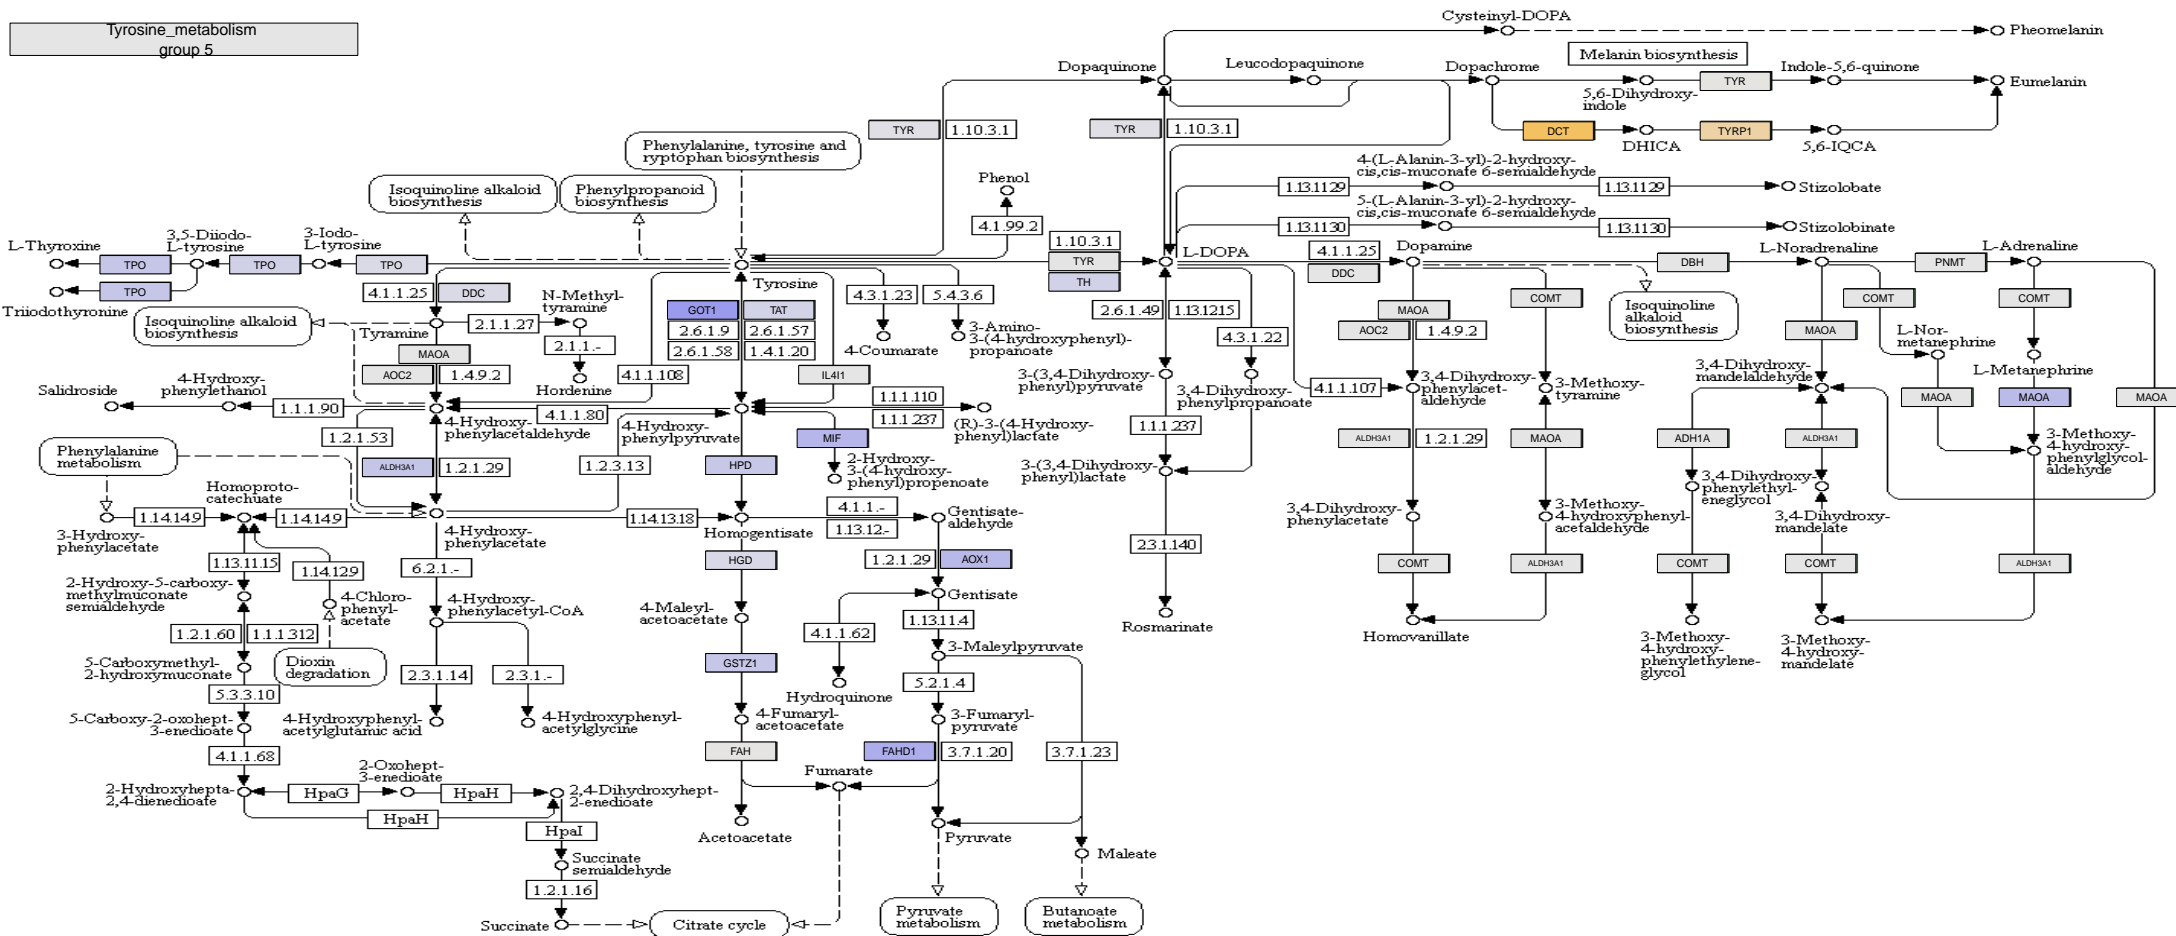 Tyrosine_metabolism
group 5
Cysteinyl-DOPA
Pheomelanin
Melanin biosynthesis
Dopaquinone
Leucodopaquinone
Dopachrome
TYR
Indole-5,6-quinone
Eumelanin
5,6-Dihydroxy-
indole
TYR
1.10.3.1
TYR
1.10.3.1
DCT
TYRP1
DHICA
5,6-IQCA
Phenylalanine, tyrosine and
ryptophan biosynthesis
Isoquinoline alkaloid
biosynthesis
Phenylpropanoid
biosynfhesis
Phenol
4.1.99.2
4-(L-Alanin-3-yl)-2-hydroxy-
cis,cis-muconafe 6-semialdehyde
1.13.1129
1.13.1129
Stizolobate
5-(L-Alanin-3-yl)-2-hydroxy-
cis,cis-muconafe 6-semialdehyde
1.13.1130
1.13.1130
Stizolobinate
L-Thyroxine
3,5-Diiodo-
L-tyrosine
3-Iodo-
L-tyrosine
TPO
TPO
TPO
TPO
Triiodothyronine
Tyrosine
1.10.3.1
TYR
TH
L-DOPA
4.1.1.25
DDC
Dopamine
DBH
L-Noradrenaline
PNMT
L-Adrenaline
4.1.1.25
DDC
N-Methyl-
tyramine
Isoquinoline alkaloid
biosynthesis
Tyramine
2.1.1.27
2.1.1.-
Hordenine
GOT1
TAT
2.6.1.9
2.6.1.57
2.6.1.58
1.4.1.20
4.3.1.23
5.4.3.6
4-Coumarate
3-Amino-
3-(4-hydroxyphenyl)-
propanoate
2.6.1.49
1.13.1215
4.3.1.22
MAOA
AOC2
1.4.9.2
COMT
Isoquinoline
alkaloid
biosynthesis
COMT
MAOA
COMT
L-Nor-
metanephrine
L-Metanephrine
MAOA
AOC2
1.4.9.2
4.1.1.108
IL4I1
3-(3,4-Dihydroxy-
phenyl)pyruvate
3,4-Dihydroxy-
phenylpropanoate
4.1.1.107
3,4-Dihydroxy-
phenylacet-
aldehyde
3-Methoxy-
tyramine
3,4-Dihydroxy-
mandelaldehyde
MAOA
MAOA
MAOA
Salidroside
4-Hydroxy-
phenylethanol
1.1.1.90
4.1.1.80
1.1.1.110
1.1.1.237
(R)-3-(4-Hydroxy-
phenyl)lactate
4-Hydroxy-
phenylacetaldehyde
4-Hydroxy-
phenylpyruvate
1.2.1.53
MIF
1.1.1.237
ALDH3A1
1.2.1.29
MAOA
ADH1A
ALDH3A1
3-Methoxy-
4-hydroxy-
phenylglycol-
aldehyde
Phenylalanine
metabolism
ALDH3A1
1.2.1.29
1.2.3.13
HPD
2-Hydroxy-
3-(4-hydroxy-
phenyl)propenoate
3-(3,4-Dihydroxy-
phenyl)lactate
3,4-Dihydroxy-
phenylethyl-
eneglycol
Homoproto-
catechuate
1.14.14.9
1.14.14.9
3-Hydroxy-
phenylacetate
4-Hydroxy-
phenylacetate
1.14.13.18
Homogentisate
4.1.1.-
1.13.12.-
Gentisate-
aldehyde
3,4-Dihydroxy-
phenylacetate
3-Methoxy-
4-hydroxyphenyl-
acetaldehyde
3,4-Dihydroxy-
mandelate
1.13.11.15
1.14.129
6.2.1.-
HGD
1.2.1.29
AOX1
2.3.1.140
COMT
ALDH3A1
COMT
COMT
ALDH3A1
2-Hydroxy-5-carboxy-
methylmuconate
semialdehyde
4-Chloro-
phenyl-
acetate
4-Hydroxy-
phenylacetyl-CoA
4-Maleyl-
acetoacetate
Gentisate
1.13.11.4
Rosmarinate
Homovanillate
3-Methoxy-
4-hydroxy-
phenylethylene-
glycol
3-Methoxy-
4-hydroxy-
mandelate
1.2.1.60
1.1.1.312
4.1.1.62
3-Maleylpyruvate
5-Carboxymethyl-
2-hydroxymuconate
Dioxin
degradation
2.3.1.14
2.3.1.-
GSTZ1
Hydroquinone
5.2.1.4
5.3.3.10
5-Carboxy-2-oxohept-
3-enedioate
4-Hydroxyphenyl-
acetylglutamic acid
4-Hydroxyphenyl-
acetylglycine
4-Fumaryl-
acetoacefate
3-Fumaryl-
pyruvate
4.1.1.68
FAH
FAHD1
3.7.1.20
3.7.1.23
Fumarate
2-Hydroxyhepta-
2,4-dienedioafe
HpaG
2-Oxohept-
3-enedioate
HpaH
2,4-Dihydroxyhept-
2-enedioate
HpaH
HpaI
Acetoacetate
Pyruvate
Maleate
Succinate
semialdehyde
1.2.1.16
Succinate
Citrate cycle
Pyruvate
metabolism
Butanoate
metabolism